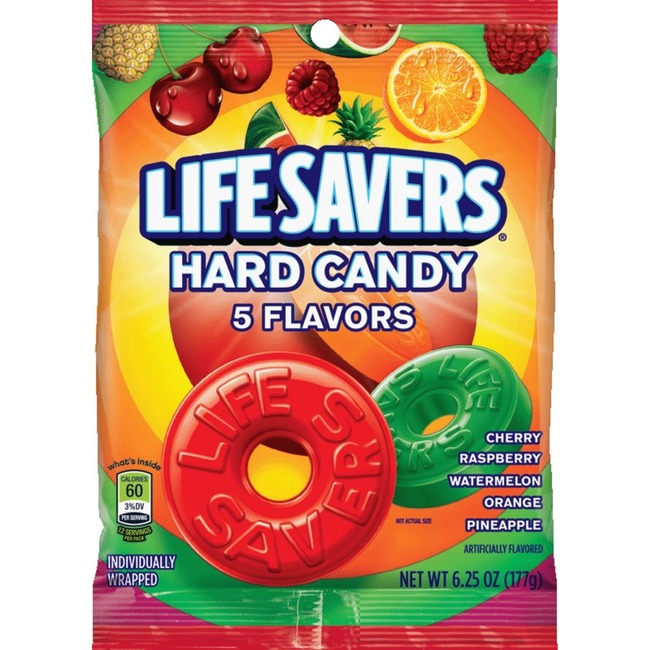 LIFE SAVERS®
HARD CANDY
5 FLAVORS
LIFE SAVERS
LIFE SAVERS
CHERRY
RASPBERRY
WATERMELON
ORANGE
PINEAPPLE
ARTIFICIALLY FLAVORED
NOT ACTUAL SIZE
what's inside
CALORIES
60
3%DV
PER SERVING
12 SERVINGS
PER PACK
INDIVIDUALLY
WRAPPED
NET WT 6.25 OZ (177g)